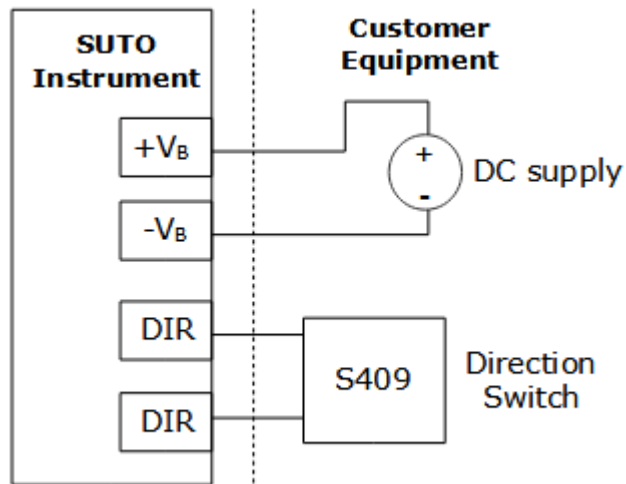 SUTO
Instrument
Customer
Equipment
+VB
+
DC supply
-
-VB
DIR
S409
Direction
Switch
DIR